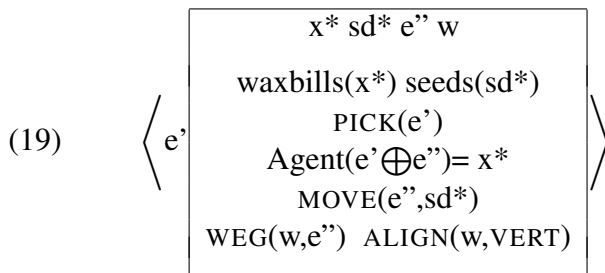 x* sd* e” w
waxbills(x*) seeds(sd*)
PICK(e’)
(19) ⟨ e’ Agent(e’⊕e”)= x* ⟩
MOVE(e”,sd*)
WEG(w,e”) ALIGN(w,VERT)